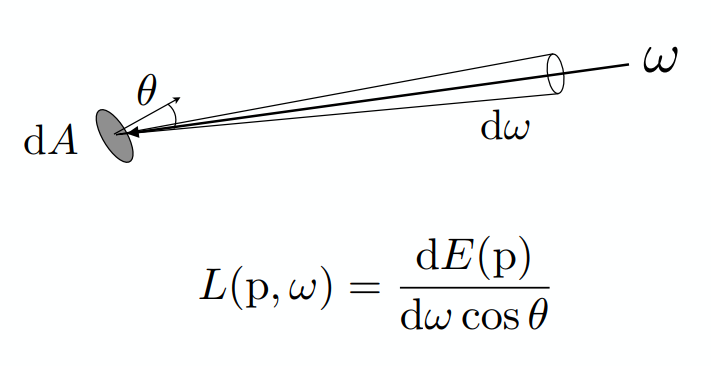 θ
ω
dA
dω
L(p, ω) = dE(p) / dω cos θ